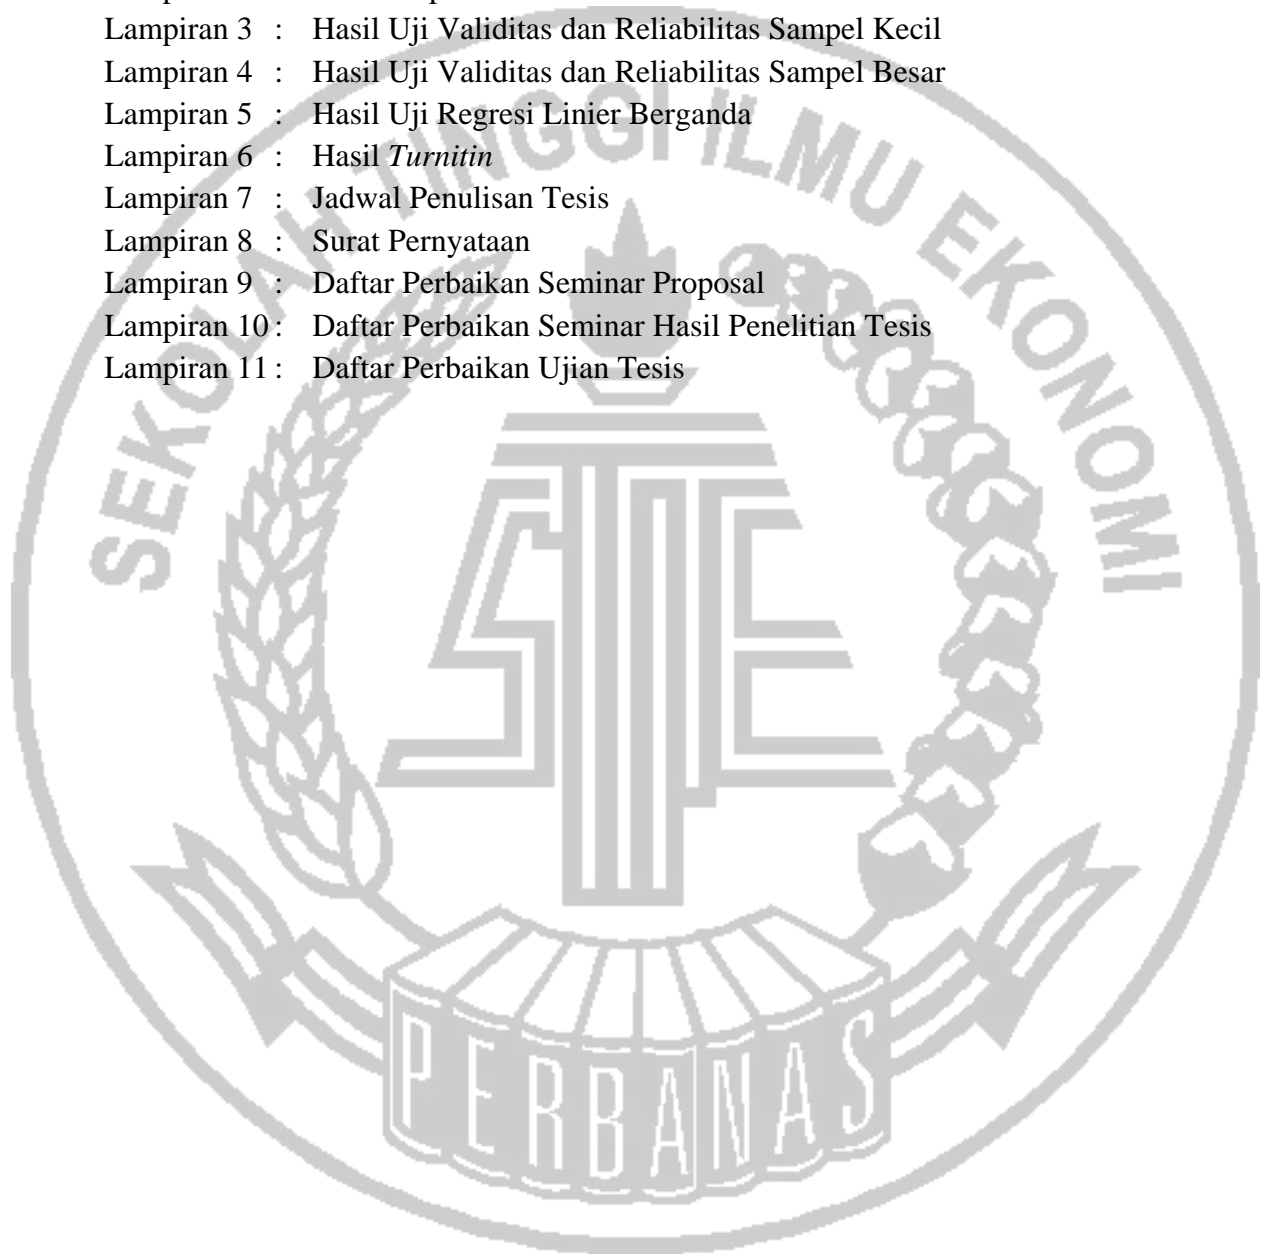 Lampiran 3 : Hasil Uji Validitas dan Reliabilitas Sampel Kecil
Lampiran 4 : Hasil Uji Validitas dan Reliabilitas Sampel Besar
Lampiran 5 : Hasil Uji Regresi Linier Berganda
Lampiran 6 : Hasil Turnitin
Lampiran 7 : Jadwal Penulisan Tesis
Lampiran 8 : Surat Pernyataan
Lampiran 9 : Daftar Perbaikan Seminar Proposal
Lampiran 10 : Daftar Perbaikan Seminar Hasil Penelitian Tesis
Lampiran 11 : Daftar Perbaikan Ujian Tesis
SEKOLAH TINGGI ILMU EKONOMI
STIE
PERBANAS